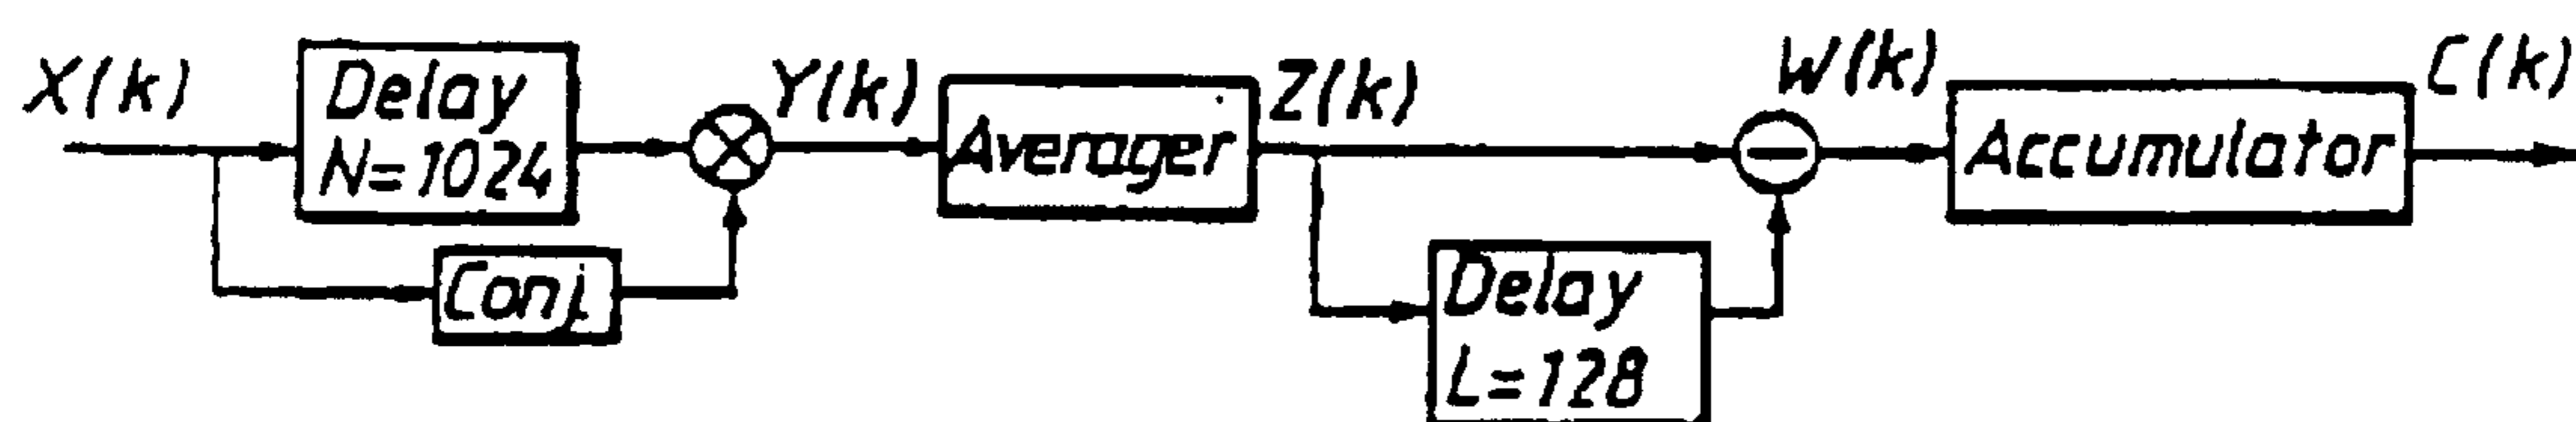 X(k)
Delay
N=1024
Conj.
Y(k)
Averager
Z(k)
Delay
L=128
W(k)
Accumulator
C(k)